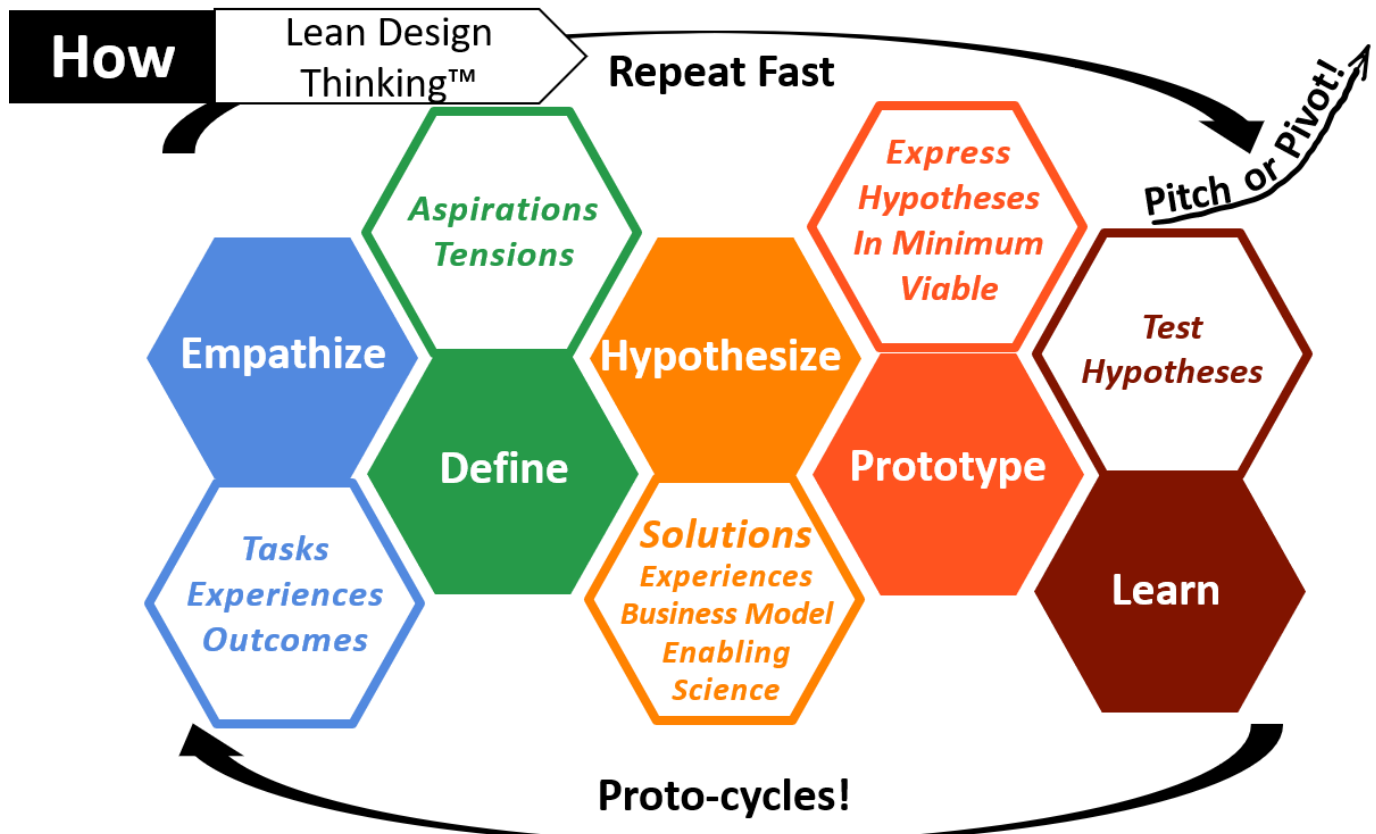 How
Lean Design
Thinking™
Repeat Fast
Pitch or Pivot!
Aspirations
Tensions
Express
Hypotheses
In Minimum
Viable
Empathize
Hypothesize
Test
Hypotheses
Define
Prototype
Tasks
Experiences
Outcomes
Solutions
Experiences
Business Model
Enabling
Science
Learn
Proto-cycles!